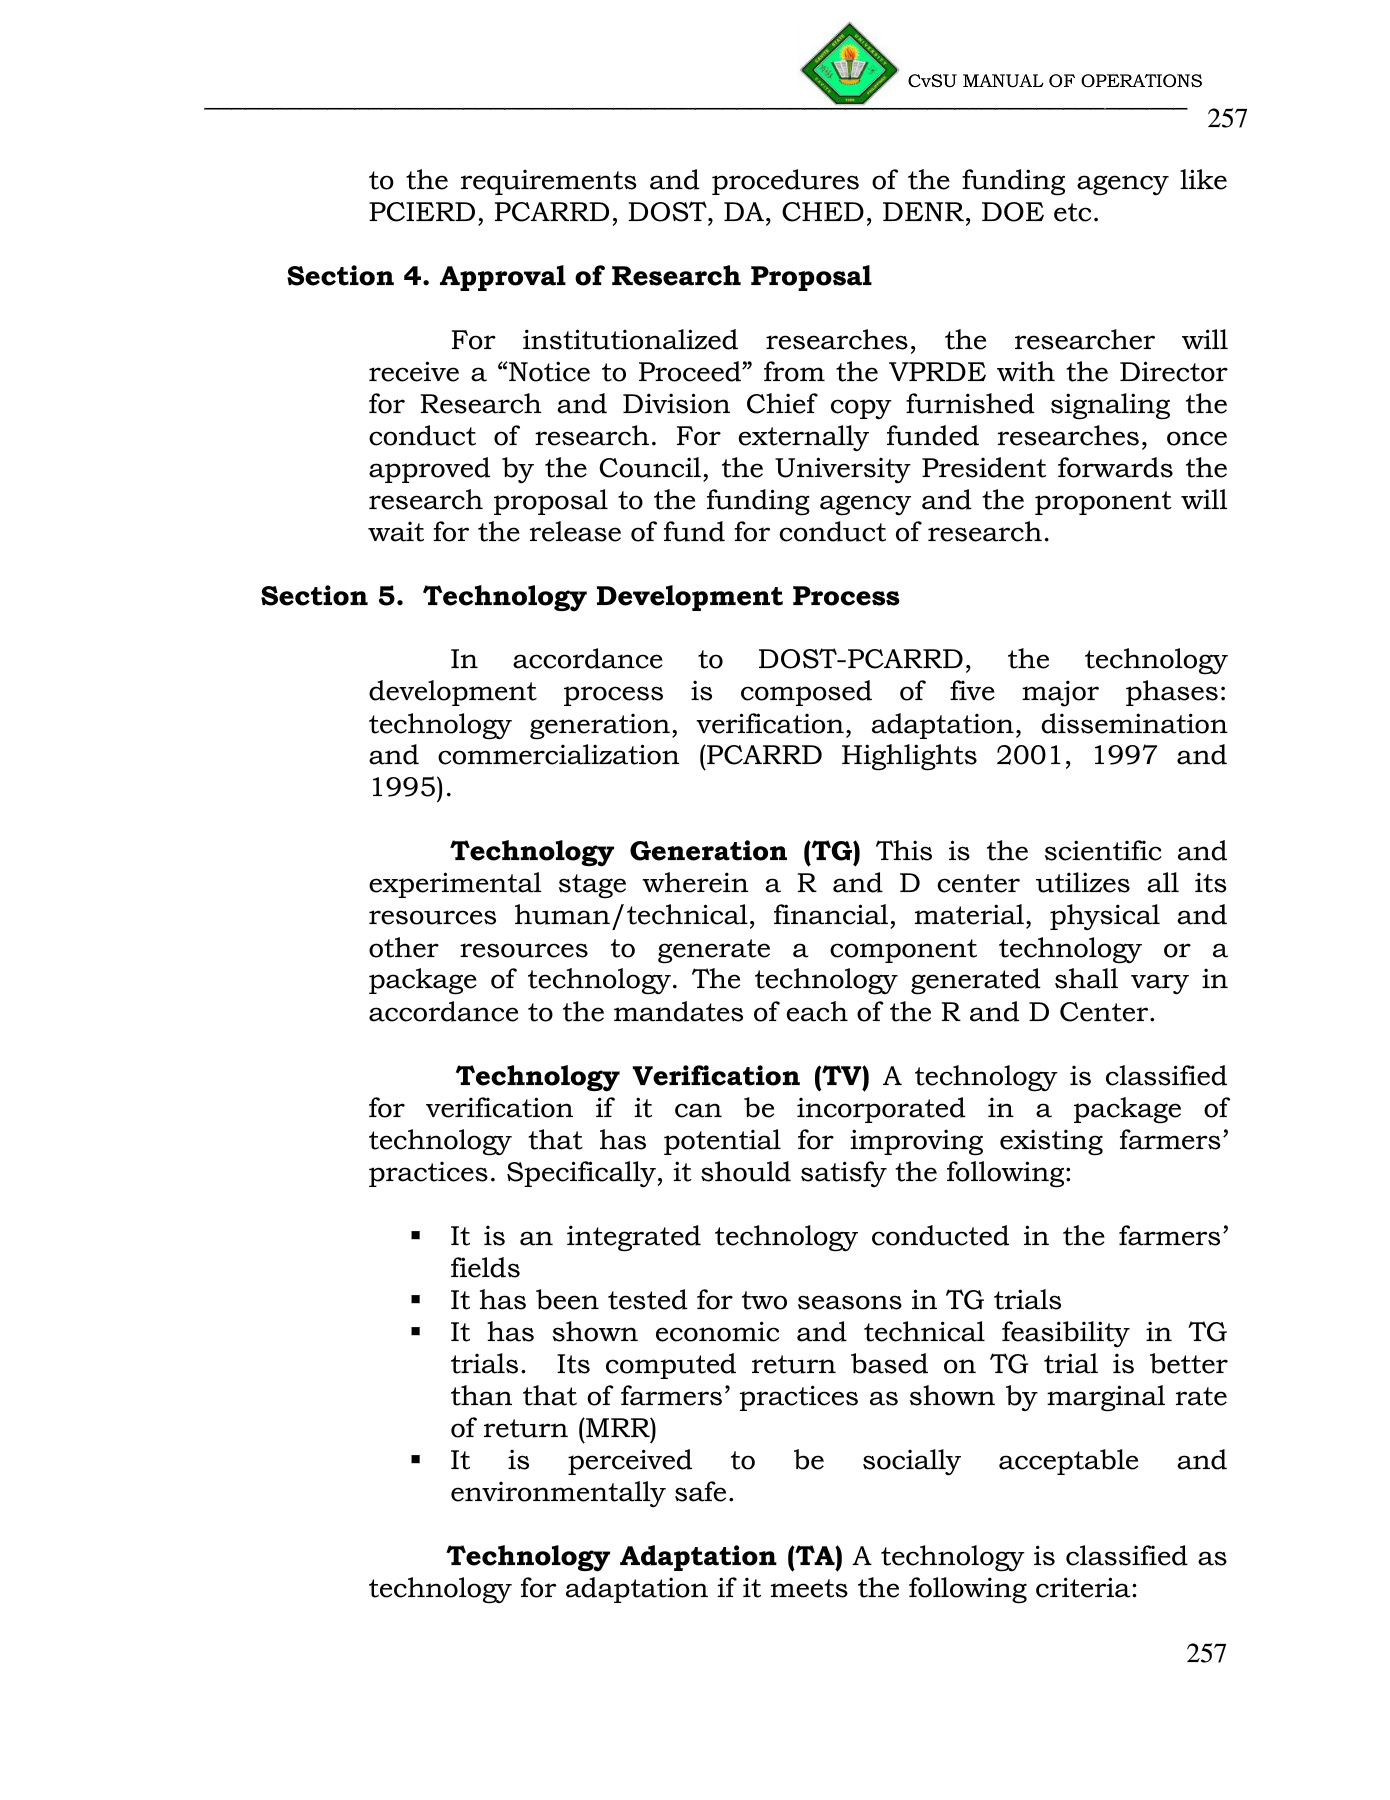 CvSU MANUAL OF OPERATIONS
257
to the requirements and procedures of the funding agency like
PCIERD, PCARRD, DOST, DA, CHED, DENR, DOE etc.
Section 4. Approval of Research Proposal
For institutionalized researches, the researcher will
receive a “Notice to Proceed” from the VPRDE with the Director
for Research and Division Chief copy furnished signaling the
conduct of research. For externally funded researches, once
approved by the Council, the University President forwards the
research proposal to the funding agency and the proponent will
wait for the release of fund for conduct of research.
Section 5. Technology Development Process
In accordance to DOST-PCARRD, the technology
development process is composed of five major phases:
technology generation, verification, adaptation, dissemination
and commercialization (PCARRD Highlights 2001, 1997 and
1995).
Technology Generation (TG) This is the scientific and
experimental stage wherein a R and D center utilizes all its
resources human/technical, financial, material, physical and
other resources to generate a component technology or a
package of technology. The technology generated shall vary in
accordance to the mandates of each of the R and D Center.
Technology Verification (TV) A technology is classified
for verification if it can be incorporated in a package of
technology that has potential for improving existing farmers’
practices. Specifically, it should satisfy the following:
▪ It is an integrated technology conducted in the farmers’
fields
▪ It has been tested for two seasons in TG trials
▪ It has shown economic and technical feasibility in TG
trials. Its computed return based on TG trial is better
than that of farmers’ practices as shown by marginal rate
of return (MRR)
▪ It is perceived to be socially acceptable and
environmentally safe.
Technology Adaptation (TA) A technology is classified as
technology for adaptation if it meets the following criteria:
257